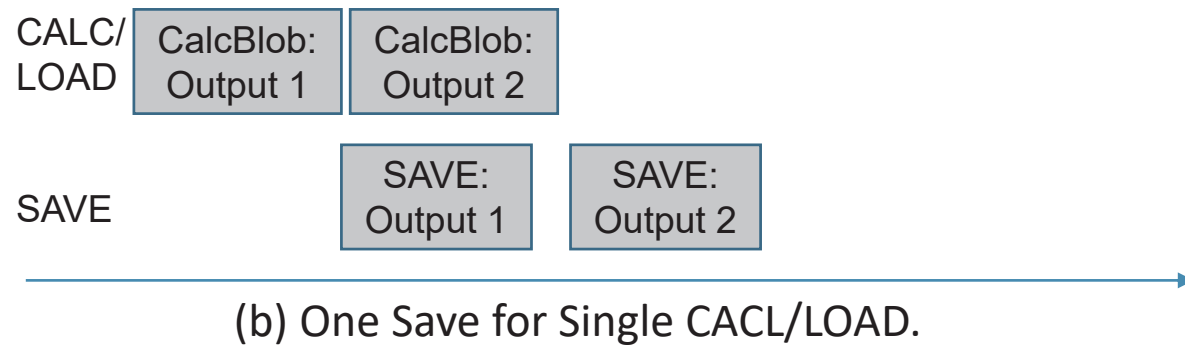 CALC/
LOAD
CalcBlob:
Output 1
CalcBlob:
Output 2
SAVE
SAVE:
Output 1
SAVE:
Output 2
(b) One Save for Single CACL/LOAD.